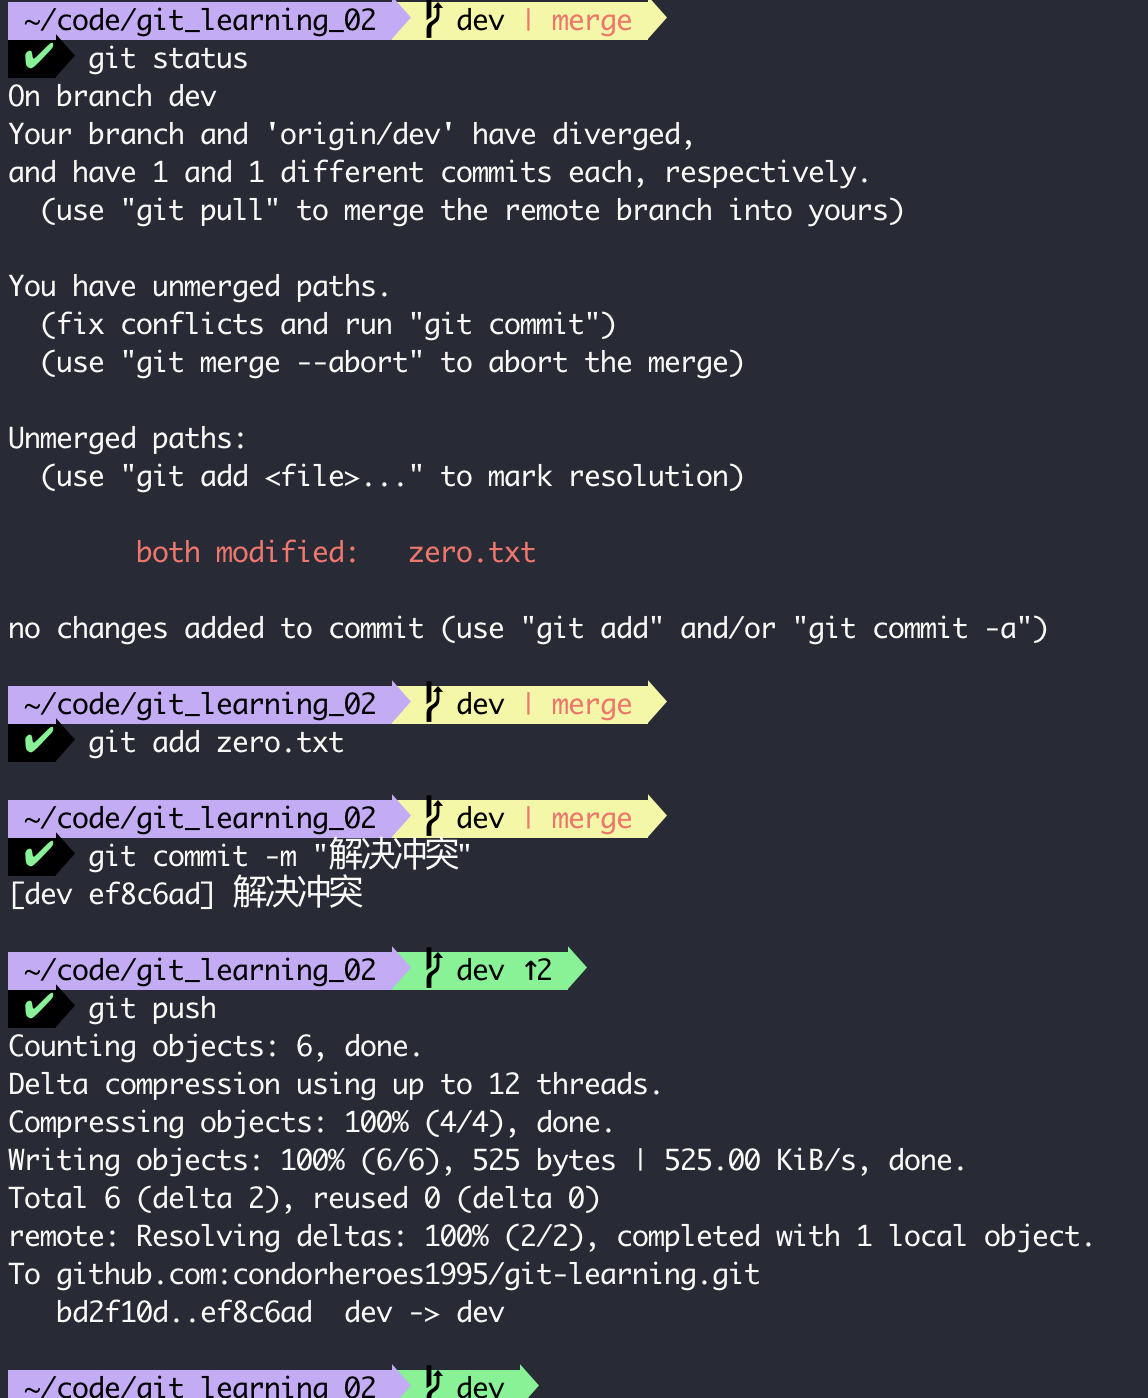 ~/code/git_learning_02 dev | merge
✔ git status
On branch dev
Your branch and 'origin/dev' have diverged,
and have 1 and 1 different commits each, respectively.
  (use "git pull" to merge the remote branch into yours)
You have unmerged paths.
  (fix conflicts and run "git commit")
  (use "git merge --abort" to abort the merge)
Unmerged paths:
  (use "git add <file>..." to mark resolution)
        both modified:   zero.txt
no changes added to commit (use "git add" and/or "git commit -a")
~/code/git_learning_02 dev | merge
✔ git add zero.txt
~/code/git_learning_02 dev | merge
✔ git commit -m "解决冲突"
[dev ef8c6ad] 解决冲突
~/code/git_learning_02 dev ↑2
✔ git push
Counting objects: 6, done.
Delta compression using up to 12 threads.
Compressing objects: 100% (4/4), done.
Writing objects: 100% (6/6), 525 bytes | 525.00 KiB/s, done.
Total 6 (delta 2), reused 0 (delta 0)
remote: Resolving deltas: 100% (2/2), completed with 1 local object.
To github.com:condorheroes1995/git-learning.git
   bd2f10d..ef8c6ad  dev -> dev
~/code/git_learning_02 dev